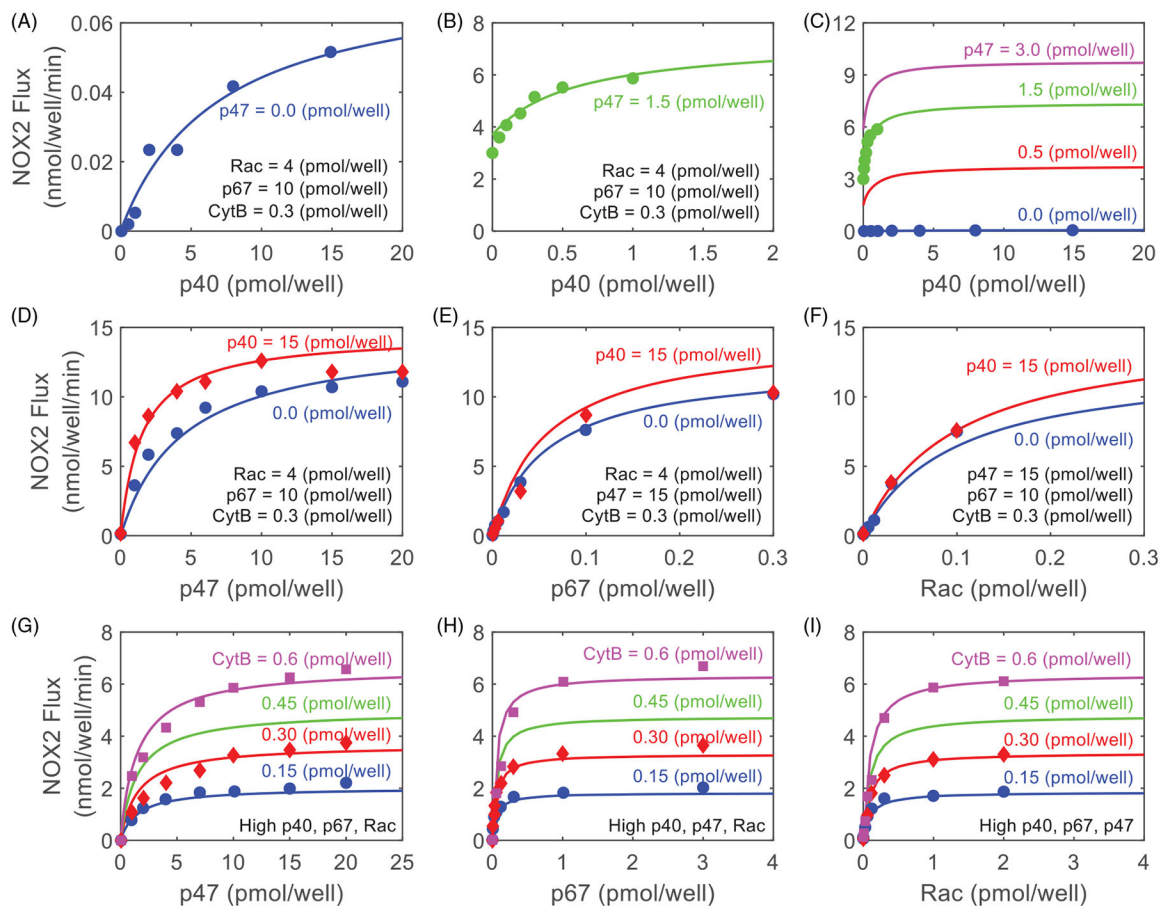 (A)
NOX2 Flux
(nmol/well/min)
0.06
0.04
0.02
0
p47 = 0.0 (pmol/well)
Rac = 4 (pmol/well)
p67 = 10 (pmol/well)
CytB = 0.3 (pmol/well)
0 5 10 15 20
p40 (pmol/well)
(B)
8
6
4
2
0
p47 = 1.5 (pmol/well)
Rac = 4 (pmol/well)
p67 = 10 (pmol/well)
CytB = 0.3 (pmol/well)
0 0.5 1 1.5 2
p40 (pmol/well)
(C)
12
9
6
3
0
p47 = 3.0 (pmol/well)
1.5 (pmol/well)
0.5 (pmol/well)
0.0 (pmol/well)
0 5 10 15 20
p40 (pmol/well)
(D)
NOX2 Flux
(nmol/well/min)
15
10
5
0
p40 = 15 (pmol/well)
0.0 (pmol/well)
Rac = 4 (pmol/well)
p67 = 10 (pmol/well)
CytB = 0.3 (pmol/well)
0 5 10 15 20
p47 (pmol/well)
(E)
15
10
5
0
p40 = 15 (pmol/well)
0.0 (pmol/well)
Rac = 4 (pmol/well)
p47 = 15 (pmol/well)
CytB = 0.3 (pmol/well)
0 0.1 0.2 0.3
p67 (pmol/well)
(F)
15
10
5
0
p40 = 15 (pmol/well)
0.0 (pmol/well)
p47 = 15 (pmol/well)
p67 = 10 (pmol/well)
CytB = 0.3 (pmol/well)
0 0.1 0.2 0.3
Rac (pmol/well)
(G)
NOX2 Flux
(nmol/well/min)
8
6
4
2
0
CytB = 0.6 (pmol/well)
0.45 (pmol/well)
0.30 (pmol/well)
0.15 (pmol/well)
High p40, p67, Rac
0 5 10 15 20 25
p47 (pmol/well)
(H)
8
6
4
2
0
CytB = 0.6 (pmol/well)
0.45 (pmol/well)
0.30 (pmol/well)
0.15 (pmol/well)
High p40, p47, Rac
0 1 2 3 4
p67 (pmol/well)
(I)
8
6
4
2
0
CytB = 0.6 (pmol/well)
0.45 (pmol/well)
0.30 (pmol/well)
0.15 (pmol/well)
High p40, p67, p47
0 1 2 3 4
Rac (pmol/well)